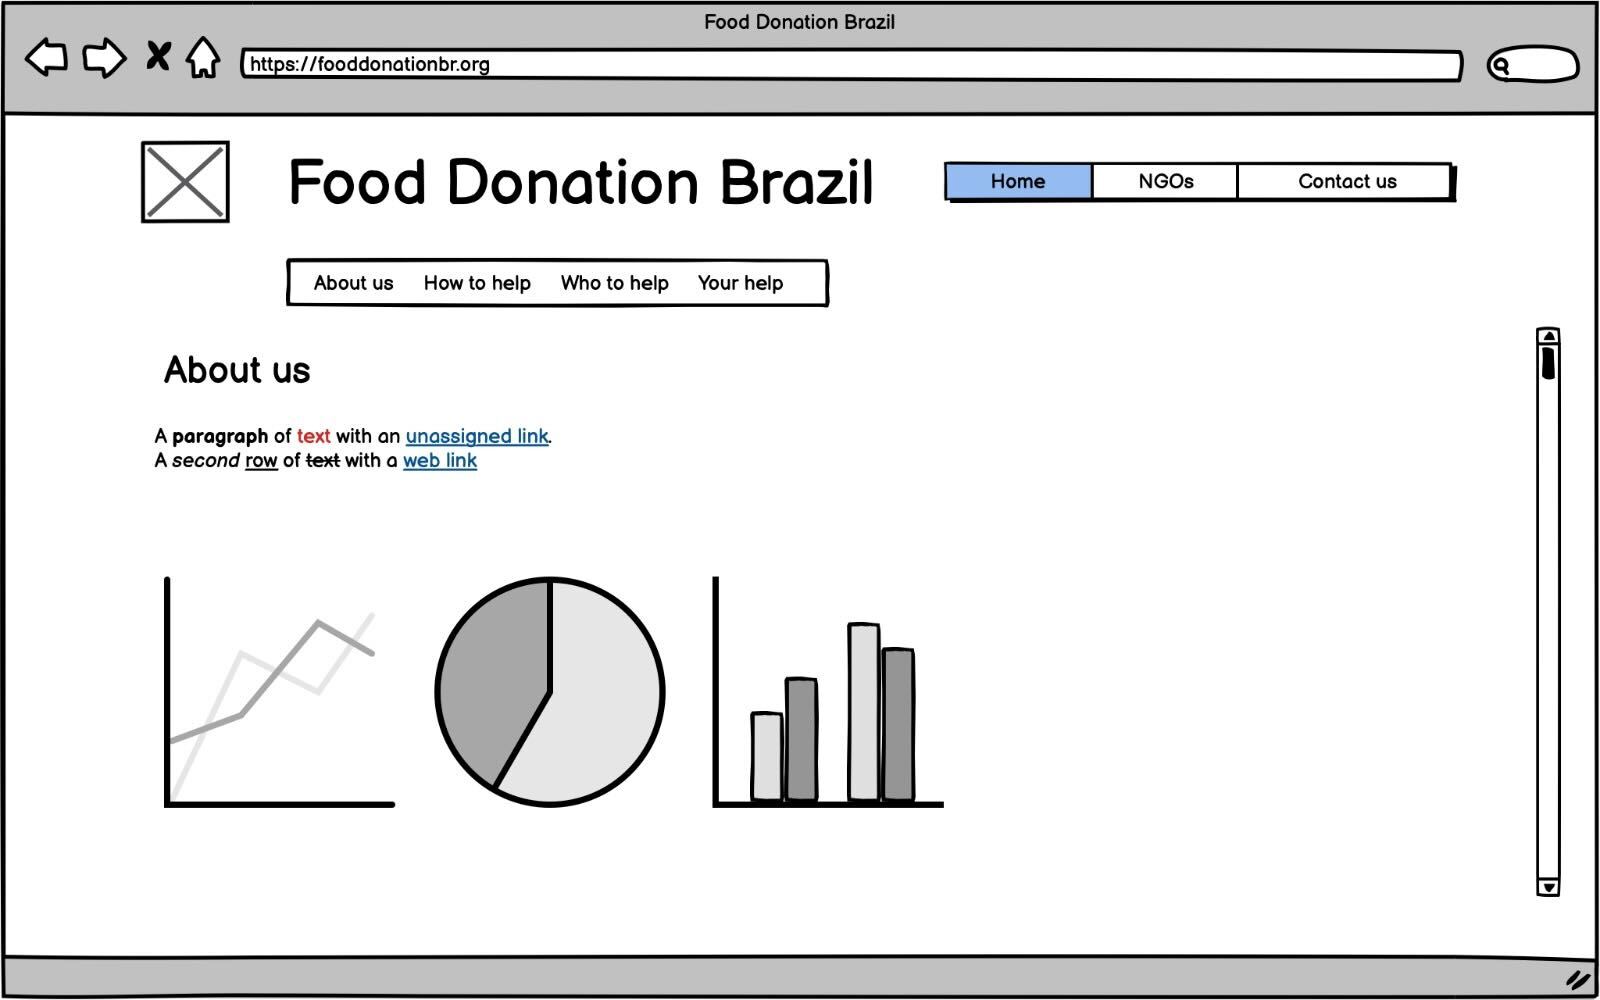 Food Donation Brazil
https://fooddonationbr.org
Food Donation Brazil
Home NGOs Contact us
About us How to help Who to help Your help
About us
A paragraph of text with an unassigned link.
A second row of text with a web link